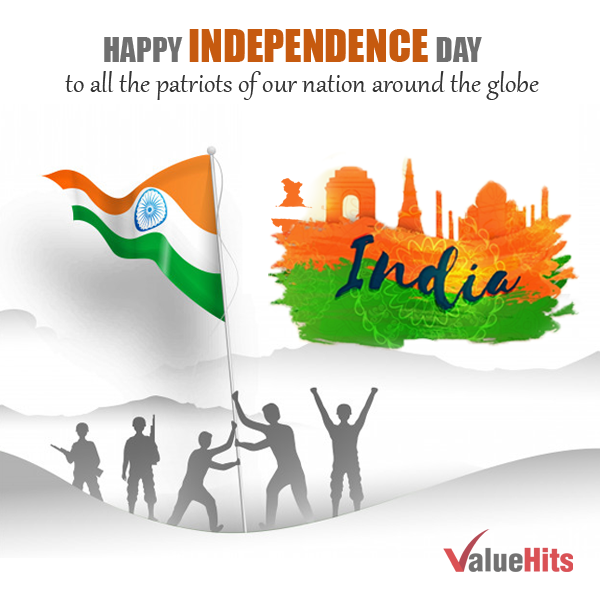 HAPPY INDEPENDENCE DAY
to all the patriots of our nation around the globe
India
ValueHits